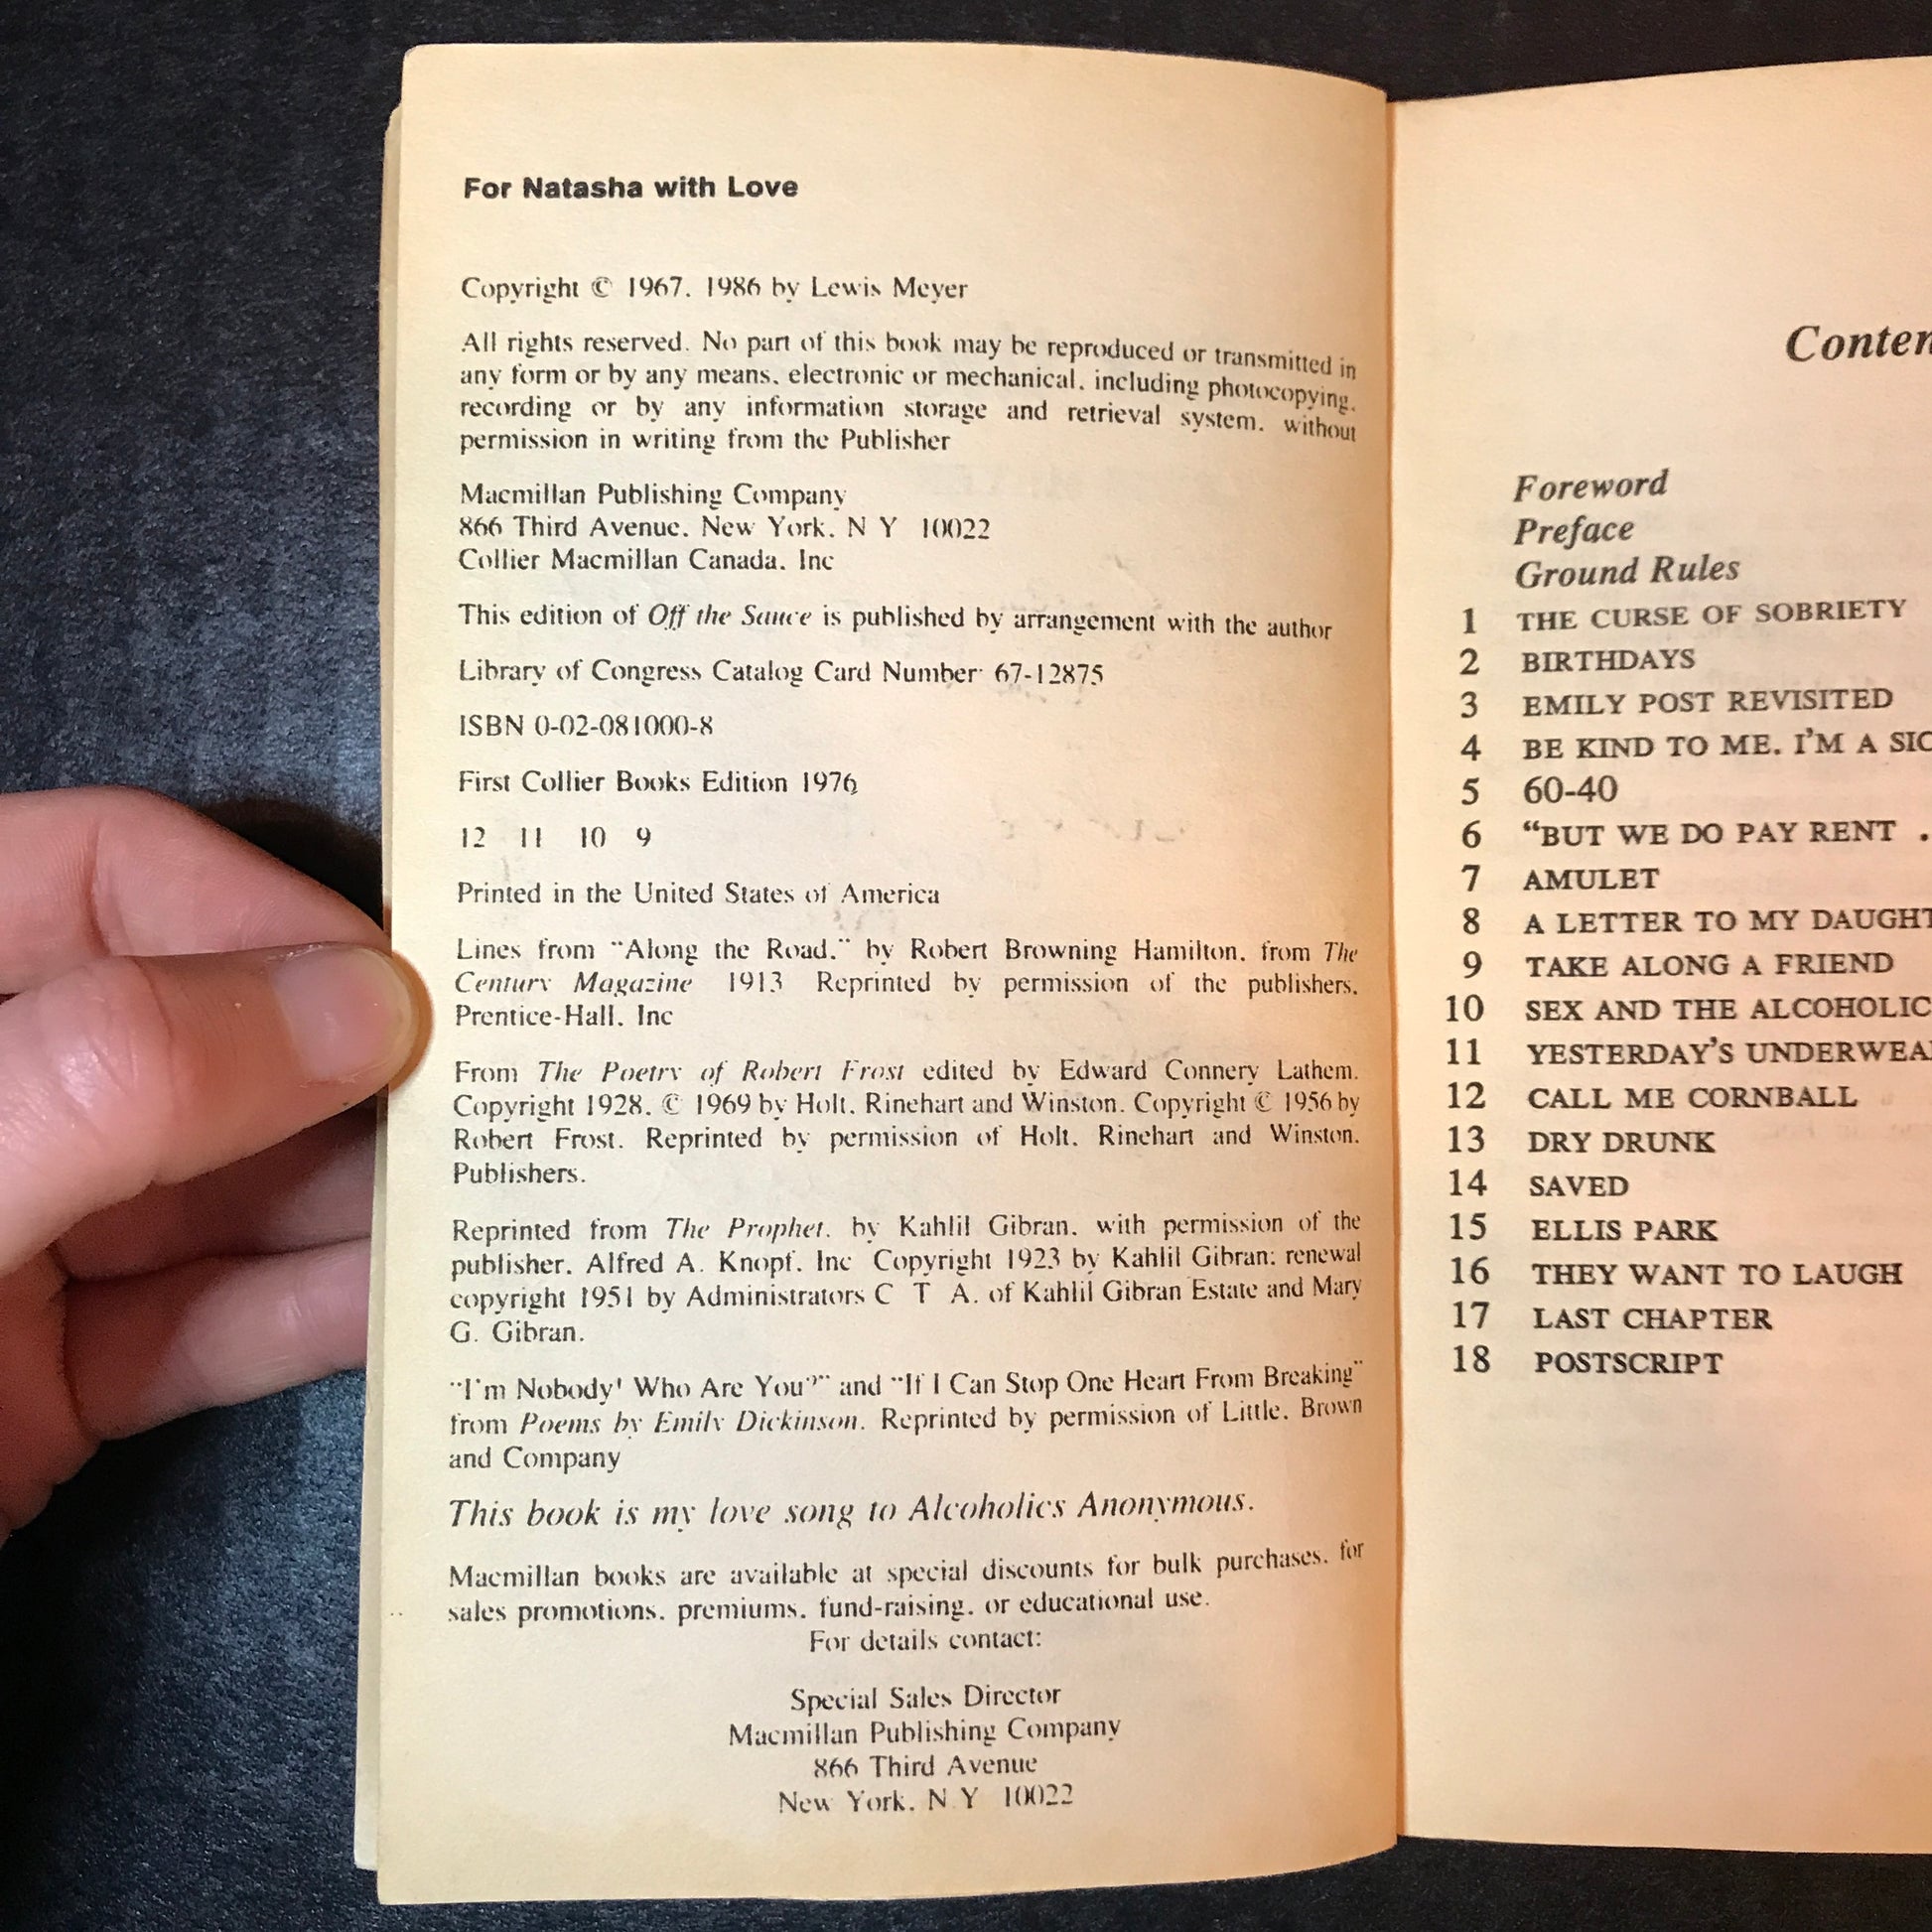 For Natasha with Love
Copyright © 1967, 1986 by Lewis Meyer
All rights reserved. No part of this book may be reproduced or transmitted in
any form or by any means, electronic or mechanical, including photocopying,
recording or by any information storage and retrieval system, without
permission in writing from the Publisher
Macmillan Publishing Company
866 Third Avenue, New York, N Y 10022
Collier Macmillan Canada, Inc
This edition of Off the Sauce is published by arrangement with the author
Library of Congress Catalog Card Number: 67-12875
ISBN 0-02-081000-8
First Collier Books Edition 1976
12 11 10 9
Printed in the United States of America
Lines from "Along the Road," by Robert Browning Hamilton, from The
Century Magazine 1913 Reprinted by permission of the publishers,
Prentice-Hall, Inc
From The Poetry of Robert Frost edited by Edward Connery Lathem.
Copyright 1928, © 1969 by Holt, Rinehart and Winston. Copyright © 1956 by
Robert Frost. Reprinted by permission of Holt, Rinehart and Winston,
Publishers.
Reprinted from The Prophet, by Kahlil Gibran, with permission of the
publisher, Alfred A. Knopf, Inc Copyright 1923 by Kahlil Gibran; renewal
copyright 1951 by Administrators C T A. of Kahlil Gibran Estate and Mary
G. Gibran.
"I'm Nobody! Who Are You?" and "If I Can Stop One Heart From Breaking"
from Poems by Emily Dickinson. Reprinted by permission of Little, Brown
and Company
This book is my love song to Alcoholics Anonymous.
Macmillan books are available at special discounts for bulk purchases, for
sales promotions, premiums, fund-raising, or educational use.
For details contact:
Special Sales Director
Macmillan Publishing Company
866 Third Avenue
New York, N.Y 10022
Conten
Foreword
Preface
Ground Rules
1 THE CURSE OF SOBRIETY
2 BIRTHDAYS
3 EMILY POST REVISITED
4 BE KIND TO ME, I'M A SIC
5 60-40
6 "BUT WE DO PAY RENT .
7 AMULET
8 A LETTER TO MY DAUGHT
9 TAKE ALONG A FRIEND
10 SEX AND THE ALCOHOLIC
11 YESTERDAY'S UNDERWEA
12 CALL ME CORNBALL
13 DRY DRUNK
14 SAVED
15 ELLIS PARK
16 THEY WANT TO LAUGH
17 LAST CHAPTER
18 POSTSCRIPT